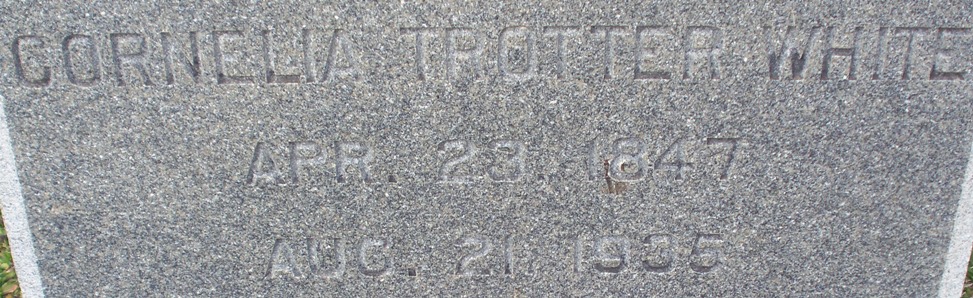 CORNELIA TROTTER WHITE
APR. 23. 1847
AUG. 21. 1935